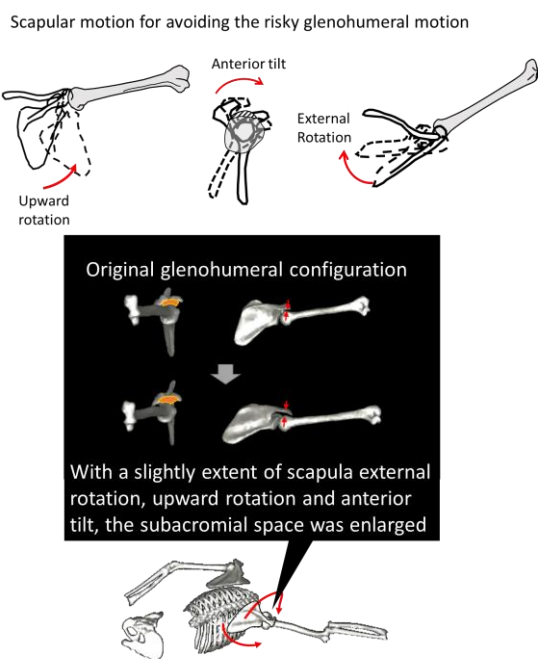 Scapular motion for avoiding the risky glenohumeral motion
Anterior tilt
External
Rotation
Upward
rotation
Original glenohumeral configuration
With a slightly extent of scapula external
rotation, upward rotation and anterior
tilt, the subacromial space was enlarged